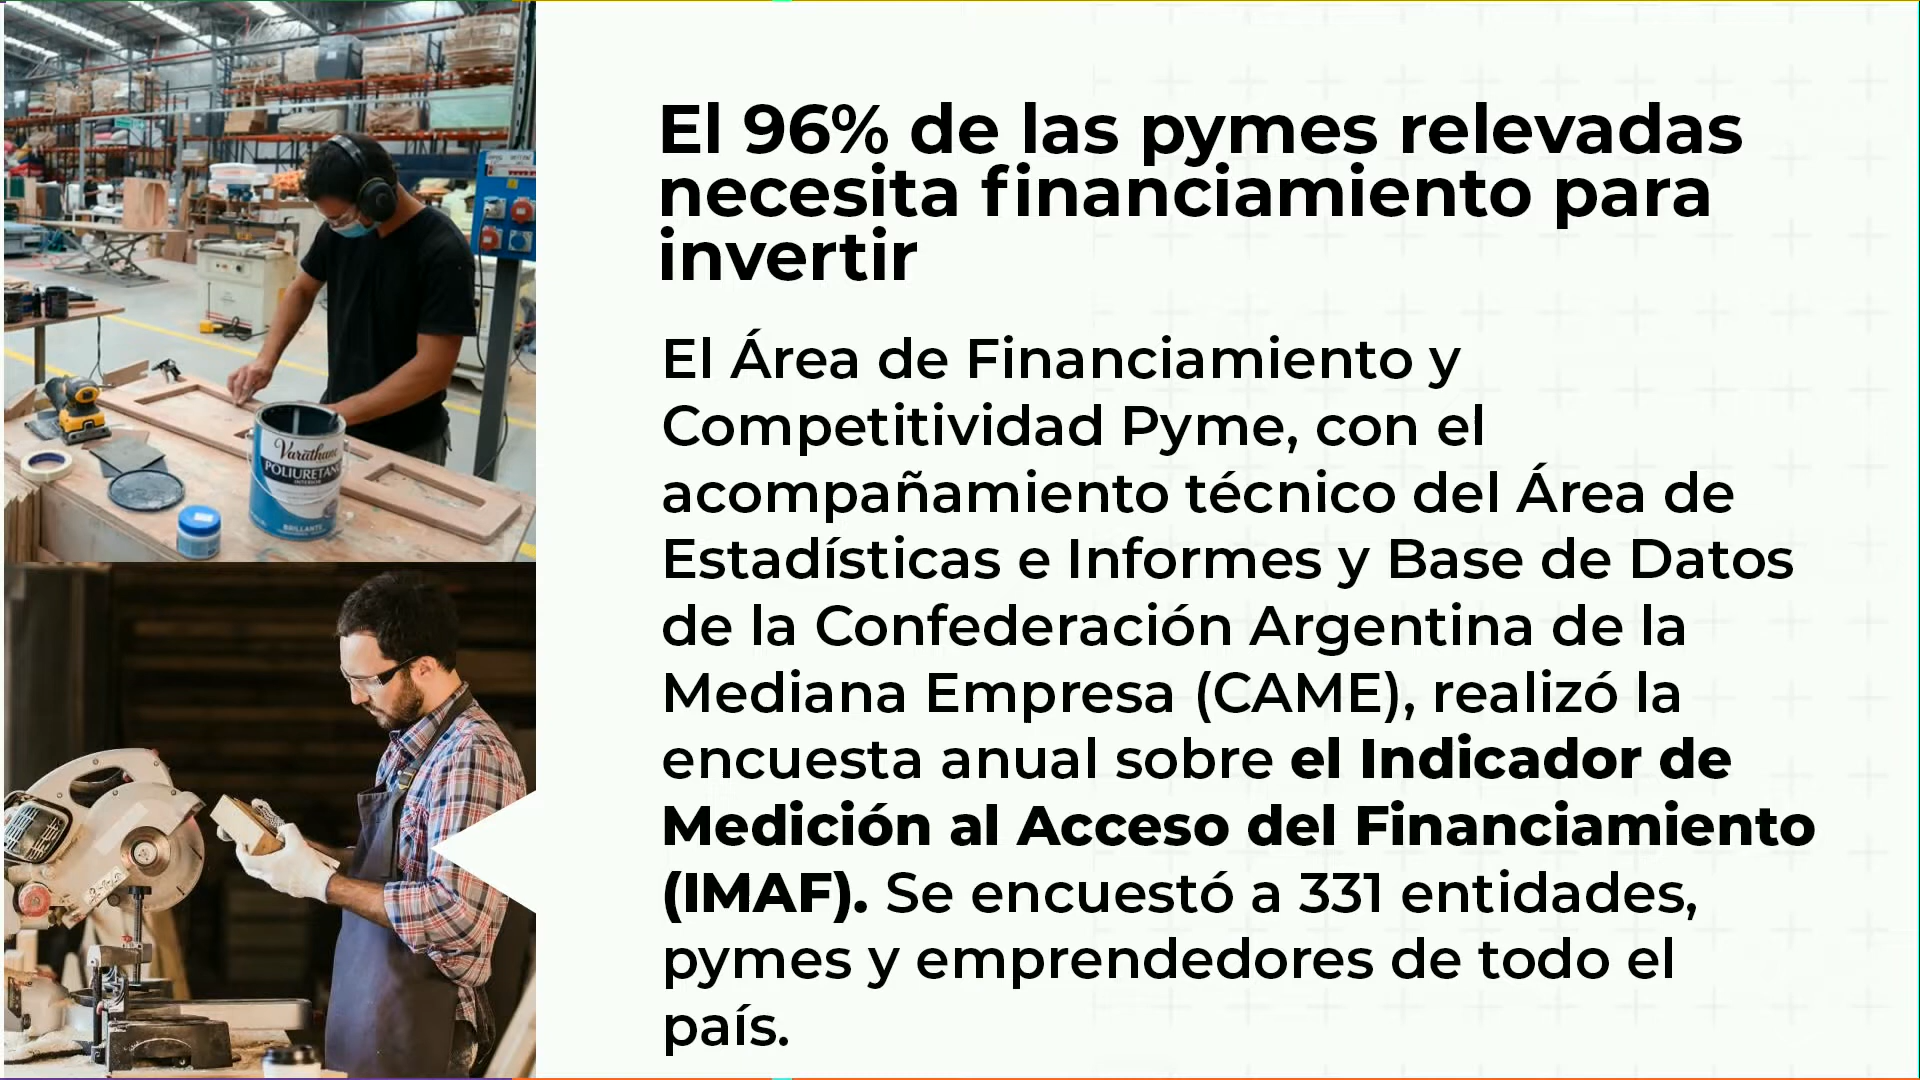 El 96% de las pymes relevadas
necesita financiamiento para
invertir
El Área de Financiamiento y
Competitividad Pyme, con el
acompañamiento técnico del Área de
Estadísticas e Informes y Base de Datos
de la Confederación Argentina de la
Mediana Empresa (CAME), realizó la
encuesta anual sobre el Indicador de
Medición al Acceso del Financiamiento
(IMAF). Se encuestó a 331 entidades,
pymes y emprendedores de todo el
país.
Varathane
POLIURETANO
INTERIOR
BRILLANTE